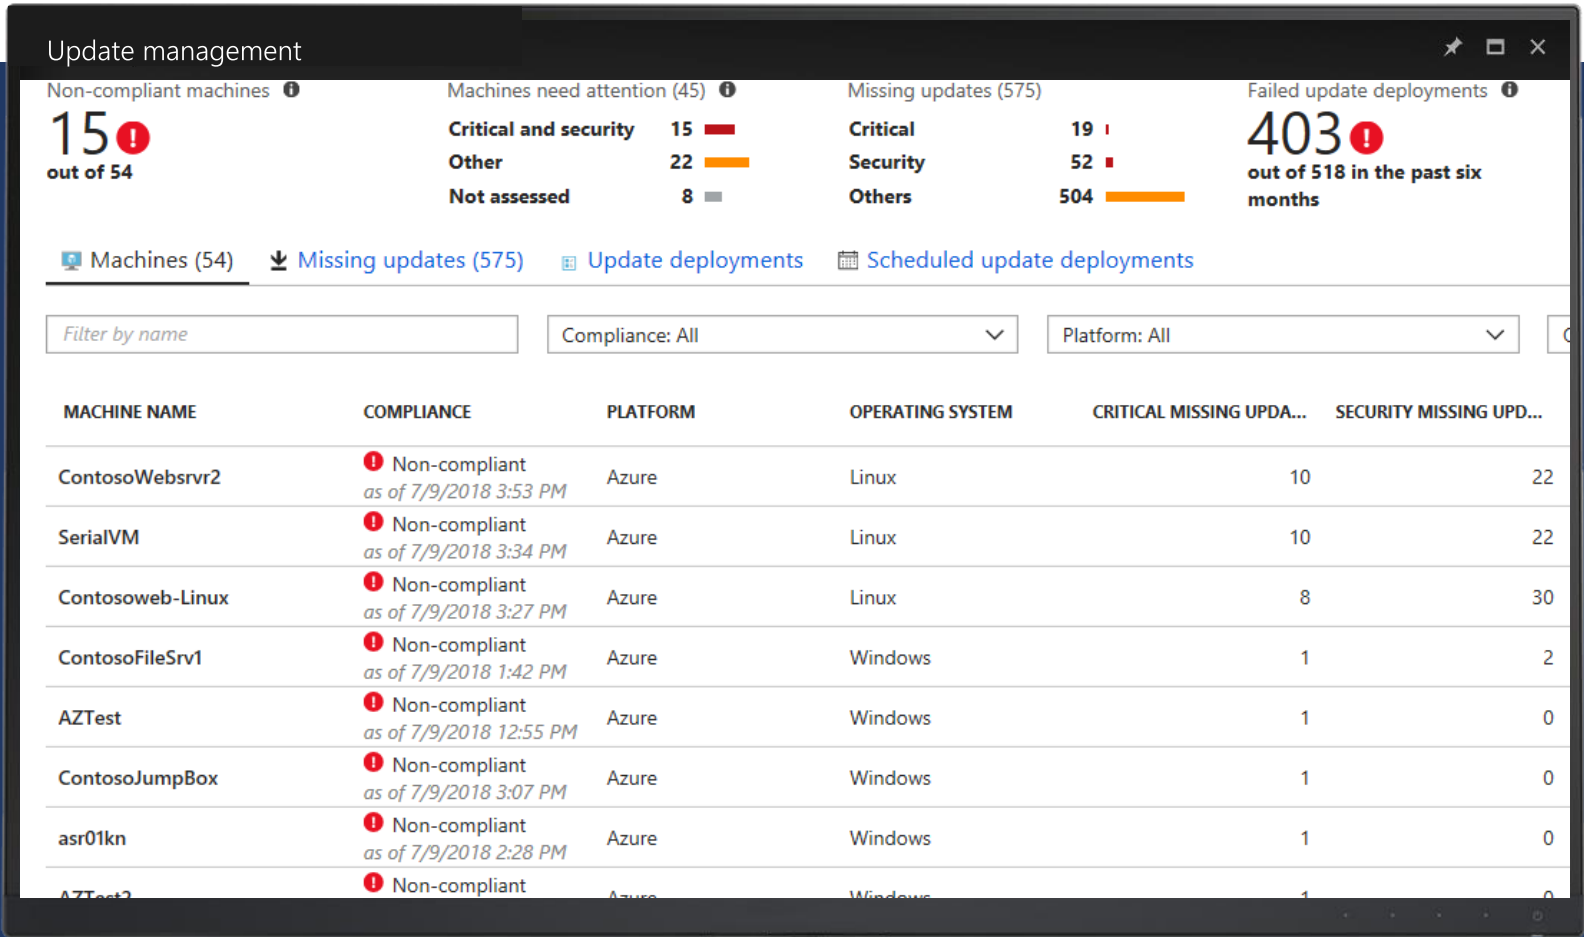 Update management
Non-compliant machines
15
out of 54
Machines need attention (45)
Critical and security 15
Other 22
Not assessed 8
Missing updates (575)
Critical 19
Security 52
Others 504
Failed update deployments
403
out of 518 in the past six
months
Machines (54) Missing updates (575) Update deployments Scheduled update deployments
Filter by name Compliance: All Platform: All
MACHINE NAME COMPLIANCE PLATFORM OPERATING SYSTEM CRITICAL MISSING UPDA... SECURITY MISSING UPD...
ContosoWebsrvr2 Non-compliant Azure Linux 10 22
as of 7/9/2018 3:53 PM
SerialVM Non-compliant Azure Linux 10 22
as of 7/9/2018 3:34 PM
Contosoweb-Linux Non-compliant Azure Linux 8 30
as of 7/9/2018 3:27 PM
ContosoFileSrv1 Non-compliant Azure Windows 1 2
as of 7/9/2018 1:42 PM
AZTest Non-compliant Azure Windows 1 0
as of 7/9/2018 12:55 PM
ContosoJumpBox Non-compliant Azure Windows 1 0
as of 7/9/2018 3:07 PM
asr01kn Non-compliant Azure Windows 1 0
as of 7/9/2018 2:28 PM
AZTest2 Non-compliant Azure Windows 1 0